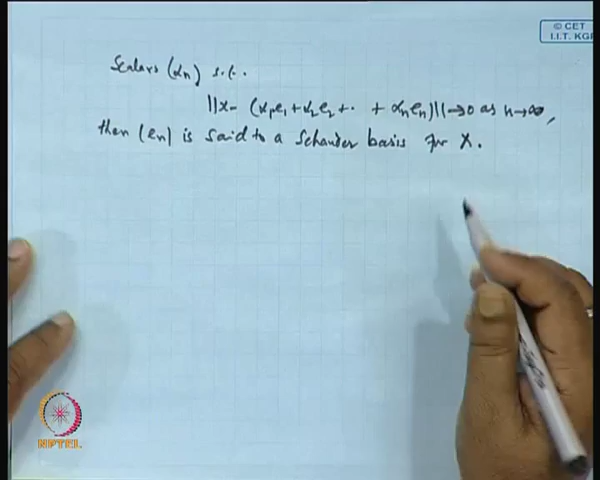 © CET
I.I.T. KGP
Scalars (αn) s.t.
||x- (α1e1+α2e2+·· + αnen)|| →0 as n→∞,
then (en) is said to a Schauder basis for X.
NPTEL